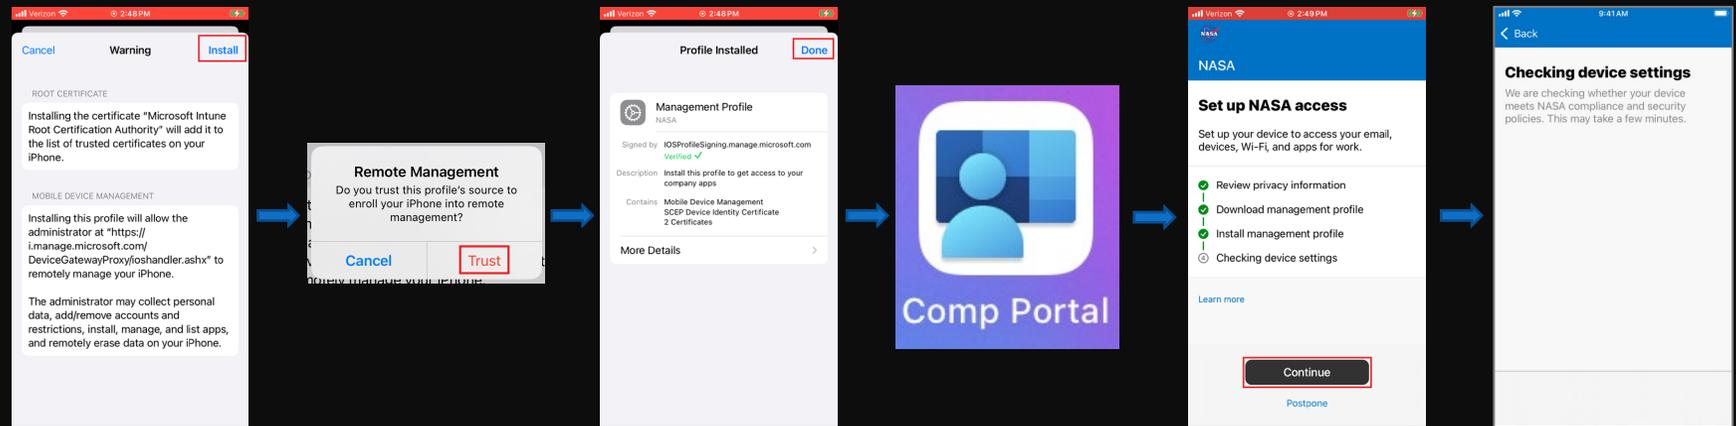 Verizon 2:48PM
Cancel Warning Install
ROOT CERTIFICATE
Installing the certificate “Microsoft Intune
Root Certification Authority” will add it to
the list of trusted certificates on your
iPhone.
MOBILE DEVICE MANAGEMENT
Installing this profile will allow the
administrator at “https://
i.manage.microsoft.com/
DeviceGatewayProxy/ioshandler.ashx” to
remotely manage your iPhone.
The administrator may collect personal
data, add/remove accounts and
restrictions, install, manage, and list apps,
and remotely erase data on your iPhone.
Remote Management
Do you trust this profile’s source to
enroll your iPhone into remote
management?
Cancel Trust
Verizon 2:48PM
Profile Installed Done
Management Profile
NASA
Signed by IOSProfileSigning.manage.microsoft.com
Verified
Description Install this profile to get access to your
company apps
Contains Mobile Device Management
SCEP Device Identity Certificate
2 Certificates
More Details
Comp Portal
Verizon 2:49PM
NASA
NASA
Set up NASA access
Set up your device to access your email,
devices, Wi-Fi, and apps for work.
Review privacy information
Download management profile
Install management profile
4 Checking device settings
Learn more
Continue
Postpone
9:41AM
Back
Checking device settings
We are checking whether your device
meets NASA compliance and security
policies. This may take a few minutes.